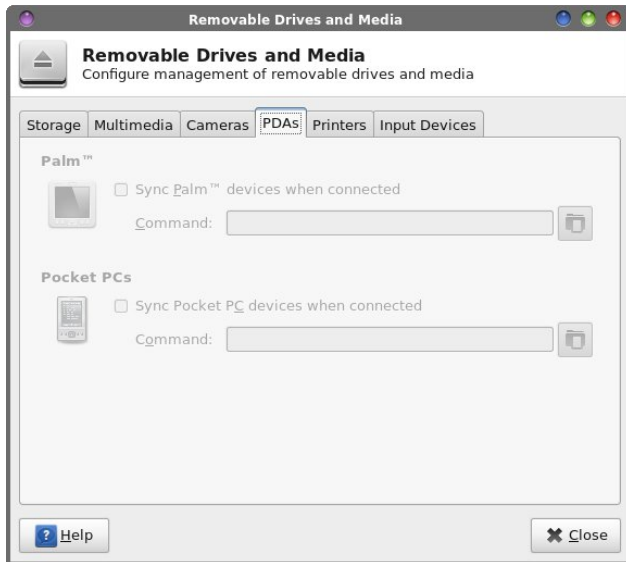 Removable Drives and Media
Removable Drives and Media
Configure management of removable drives and media
Storage Multimedia Cameras PDAs Printers Input Devices
Palm™
Sync Palm™ devices when connected
Command:
Pocket PCs
Sync Pocket PC devices when connected
Command:
Help Close